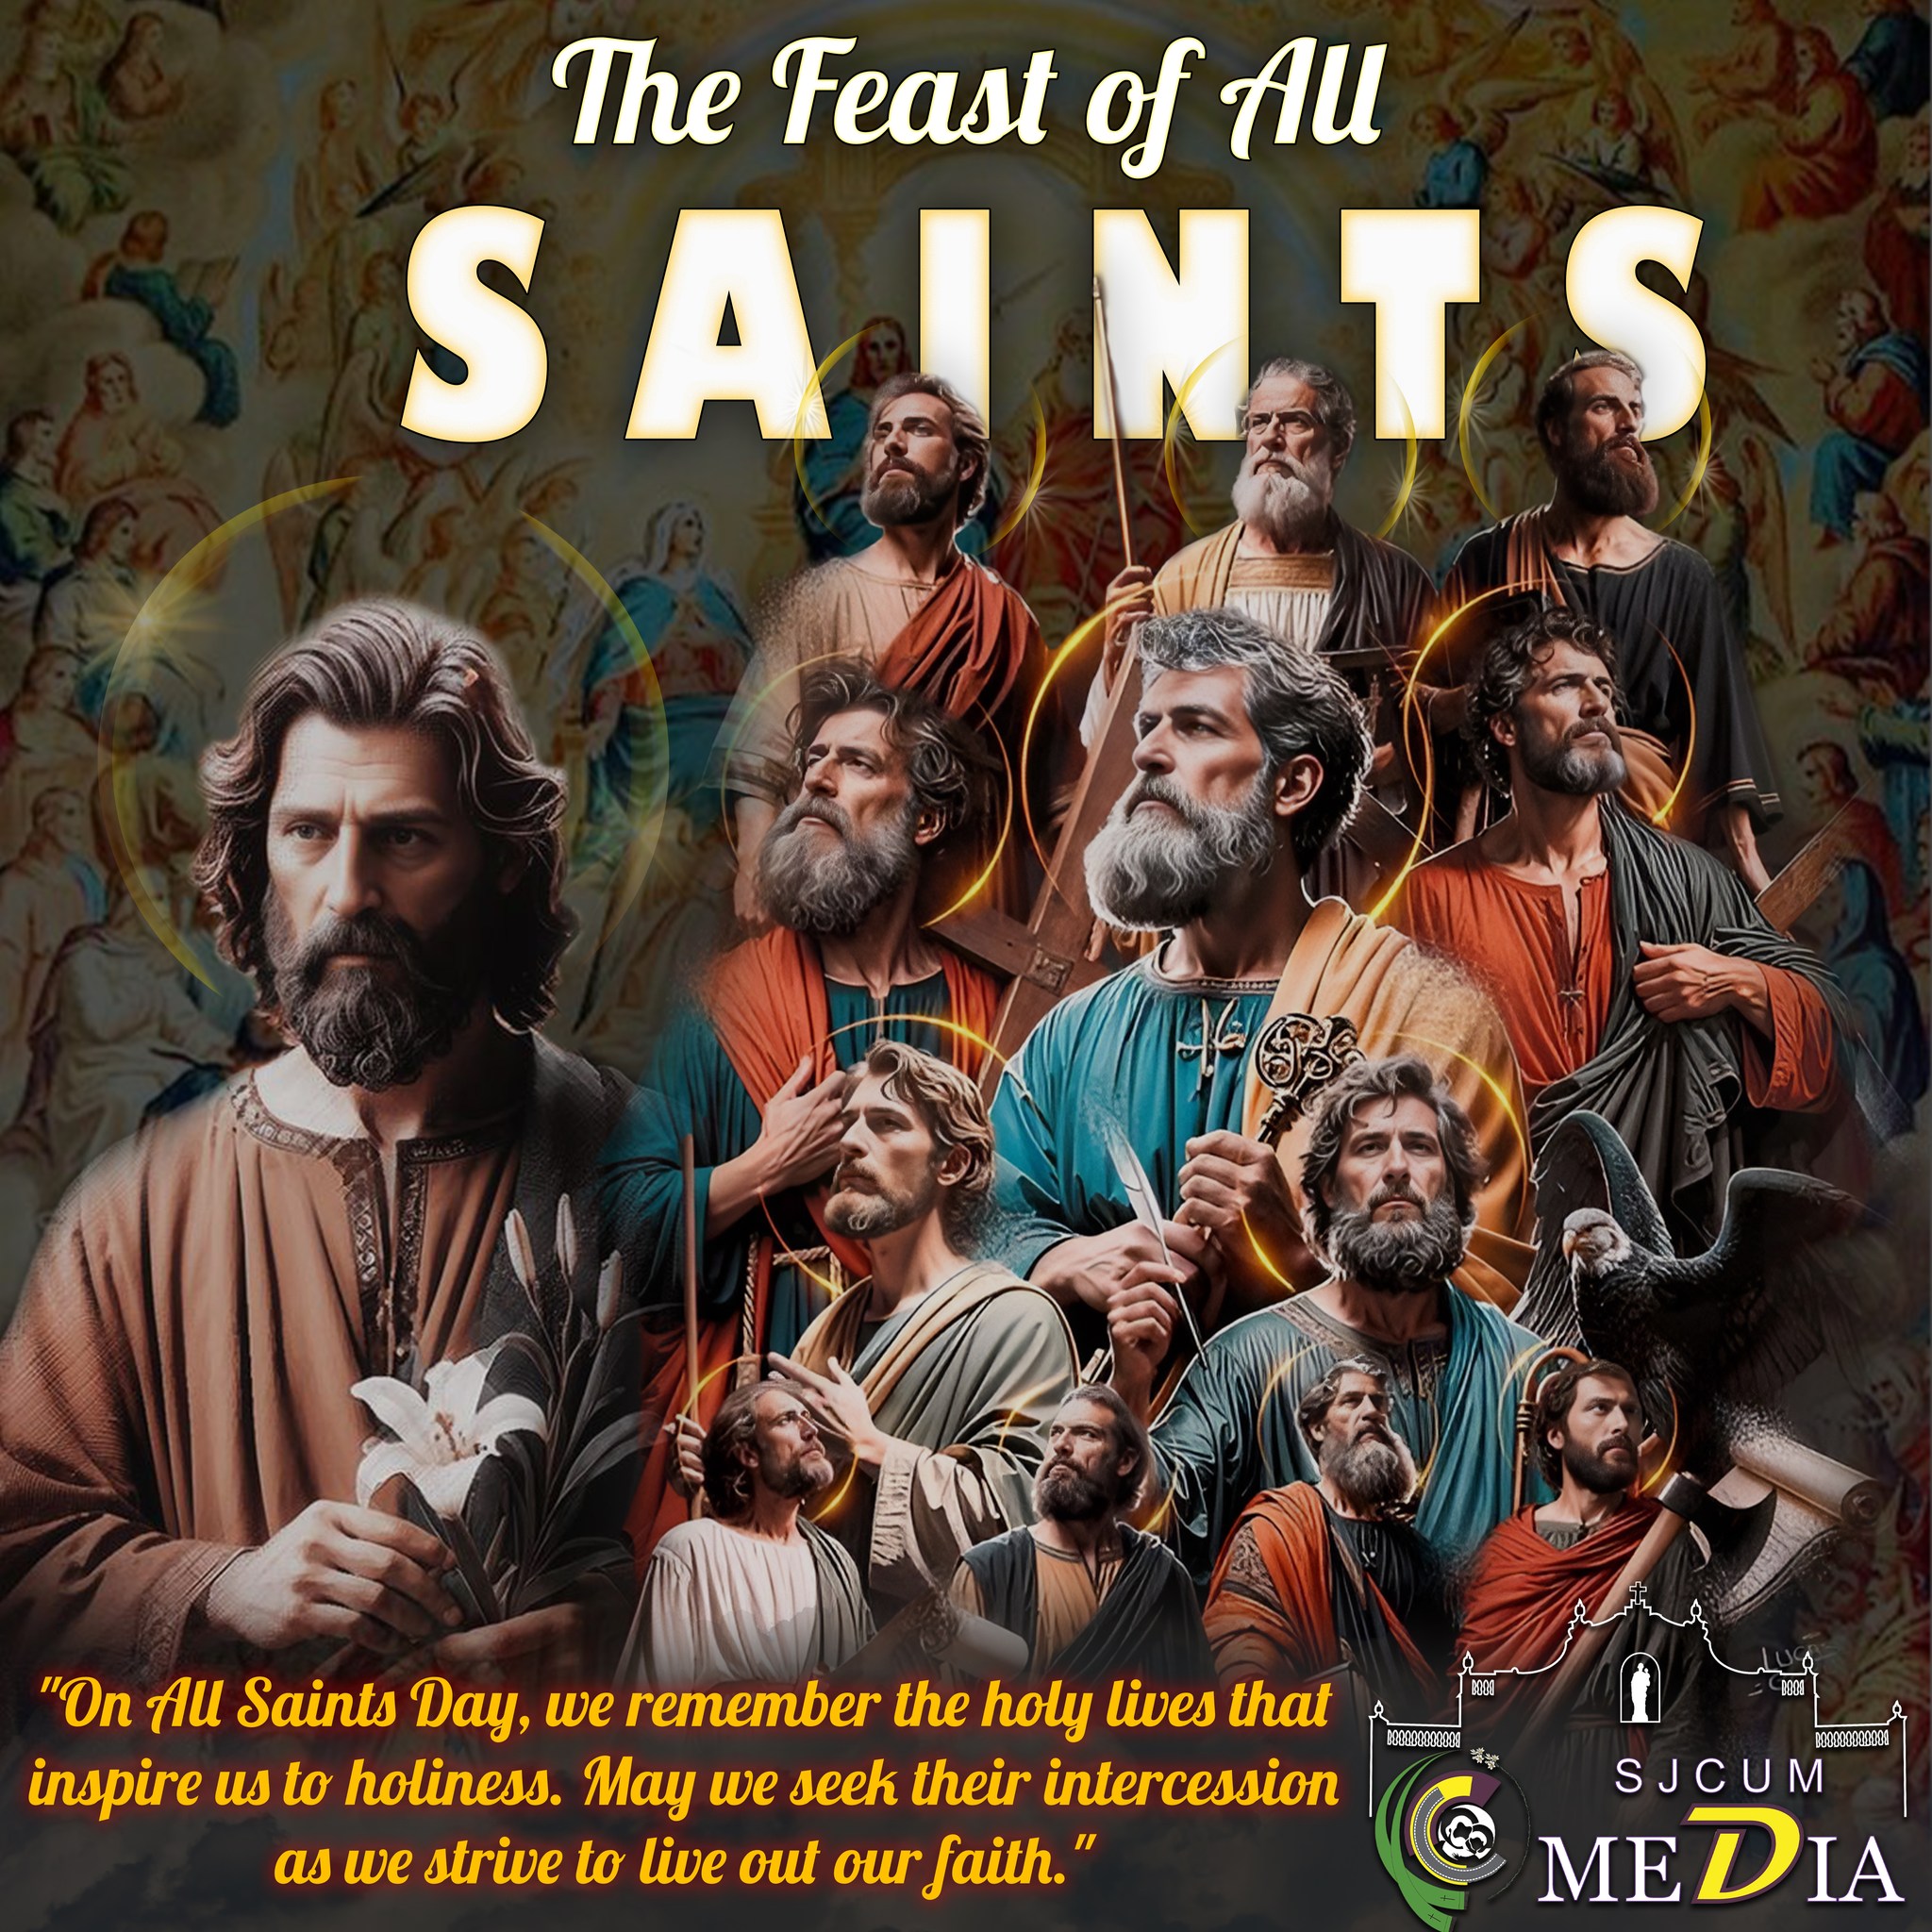 The Feast of All
SAINTS
"On All Saints Day, we remember the holy lives that
inspire us to holiness. May we seek their intercession
as we strive to live out our faith."
SJCUM
MEDIA